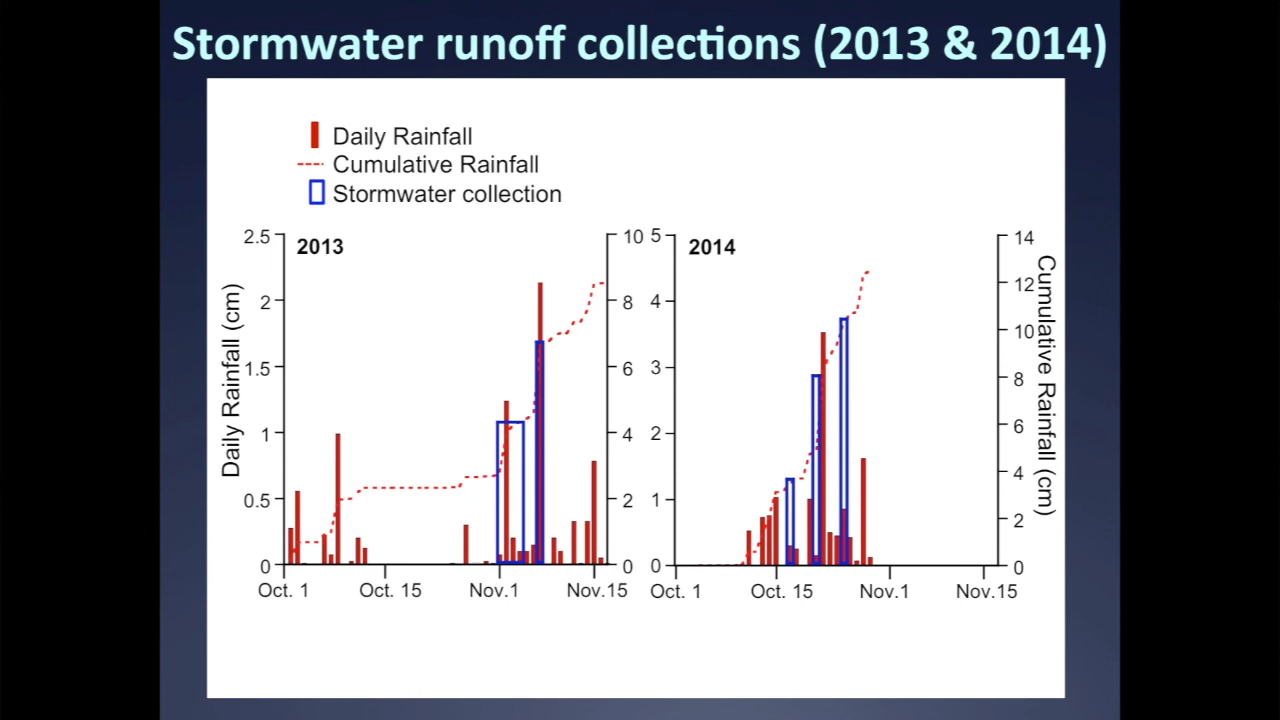 Stormwater runoff collections (2013 & 2014)
Daily Rainfall
Cumulative Rainfall
Stormwater collection
2013
Daily Rainfall (cm)
2.5
2
1.5
1
0.5
0
10
8
6
4
2
0
Oct. 1
Oct. 15
Nov.1
Nov.15
2014
5
4
3
2
1
0
14
12
10
8
6
4
2
0
Cumulative Rainfall (cm)
Oct. 1
Oct. 15
Nov.1
Nov.15